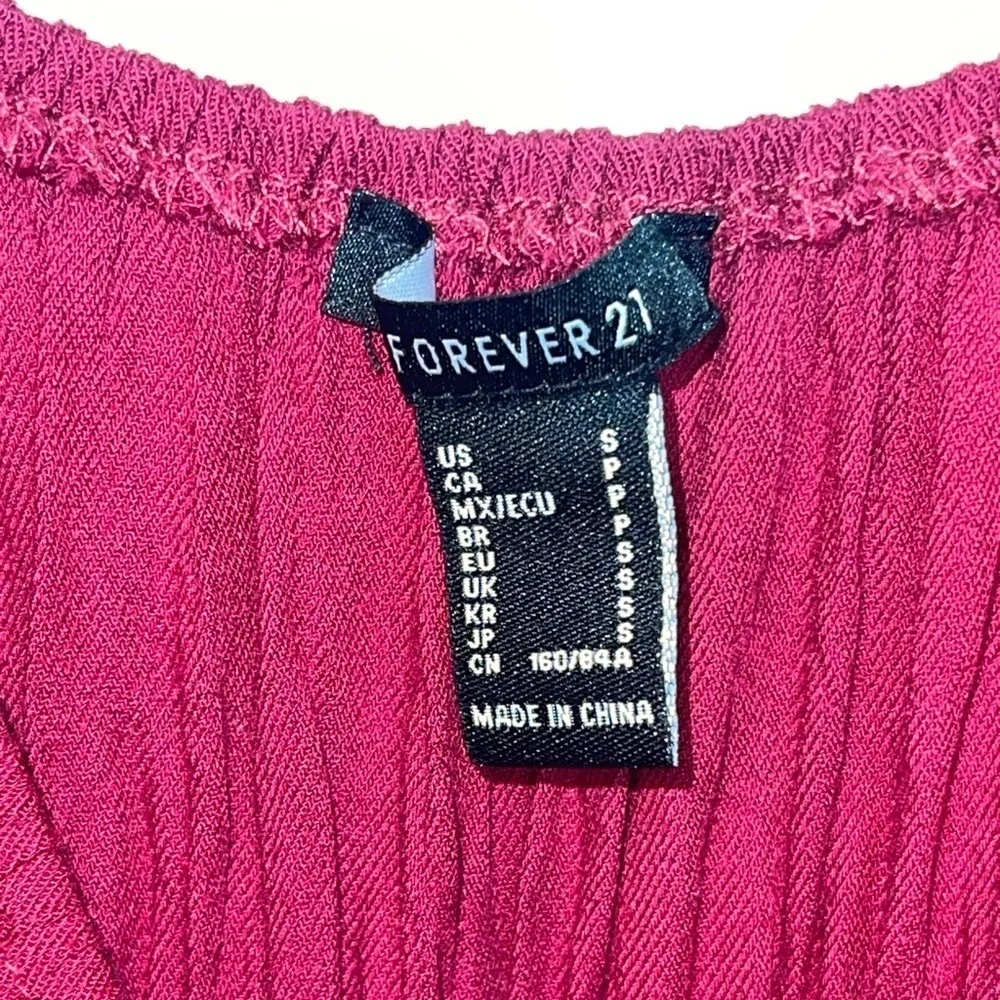 FOREVER 21
US S
CA P
MX/ECU P
BR P
EU S
UK S
KR S
JP S
CN 160/84A
MADE IN CHINA